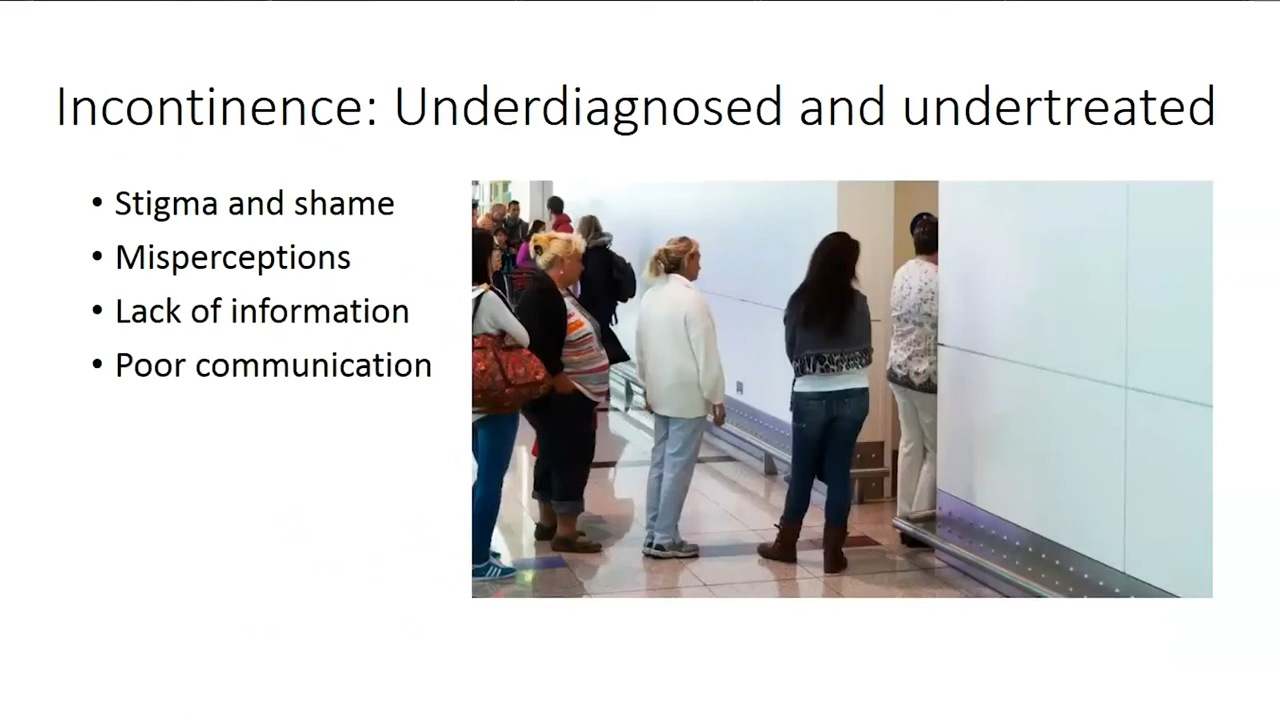 Incontinence: Underdiagnosed and undertreated
• Stigma and shame
• Misperceptions
• Lack of information
• Poor communication